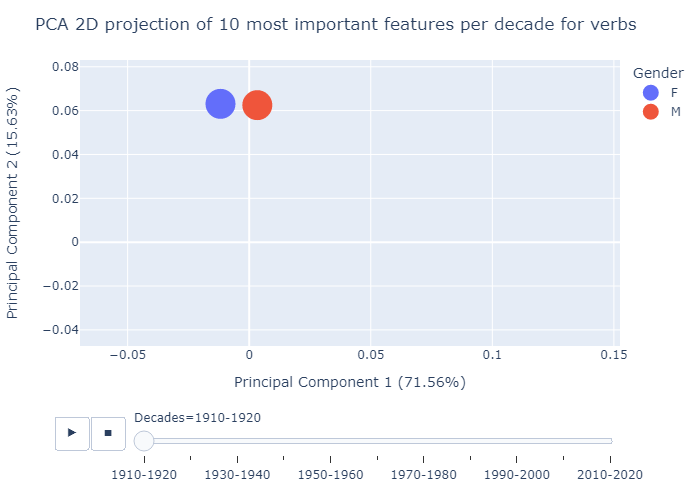 PCA 2D projection of 10 most important features per decade for verbs
Gender
F
M
Principal Component 2 (15.63%)
0.08
0.06
0.04
0.02
0
−0.02
−0.04
−0.05 0 0.05 0.1 0.15
Principal Component 1 (71.56%)
Decades=1910-1920
1910-1920 1930-1940 1950-1960 1970-1980 1990-2000 2010-2020